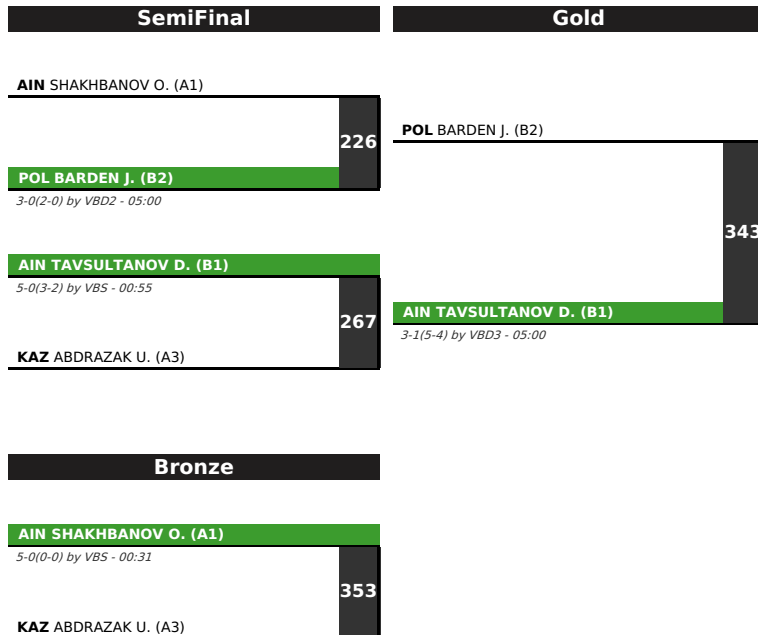 SemiFinal
AIN SHAKHBANOV O. (A1)
226
POL BARDEN J. (B2)
3-0(2-0) by VBD2 - 05:00
AIN TAVSULTANOV D. (B1)
5-0(3-2) by VBS - 00:55
267
KAZ ABDRAZAK U. (A3)
Gold
POL BARDEN J. (B2)
343
AIN TAVSULTANOV D. (B1)
3-1(5-4) by VBD3 - 05:00
Bronze
AIN SHAKHBANOV O. (A1)
5-0(0-0) by VBS - 00:31
353
KAZ ABDRAZAK U. (A3)